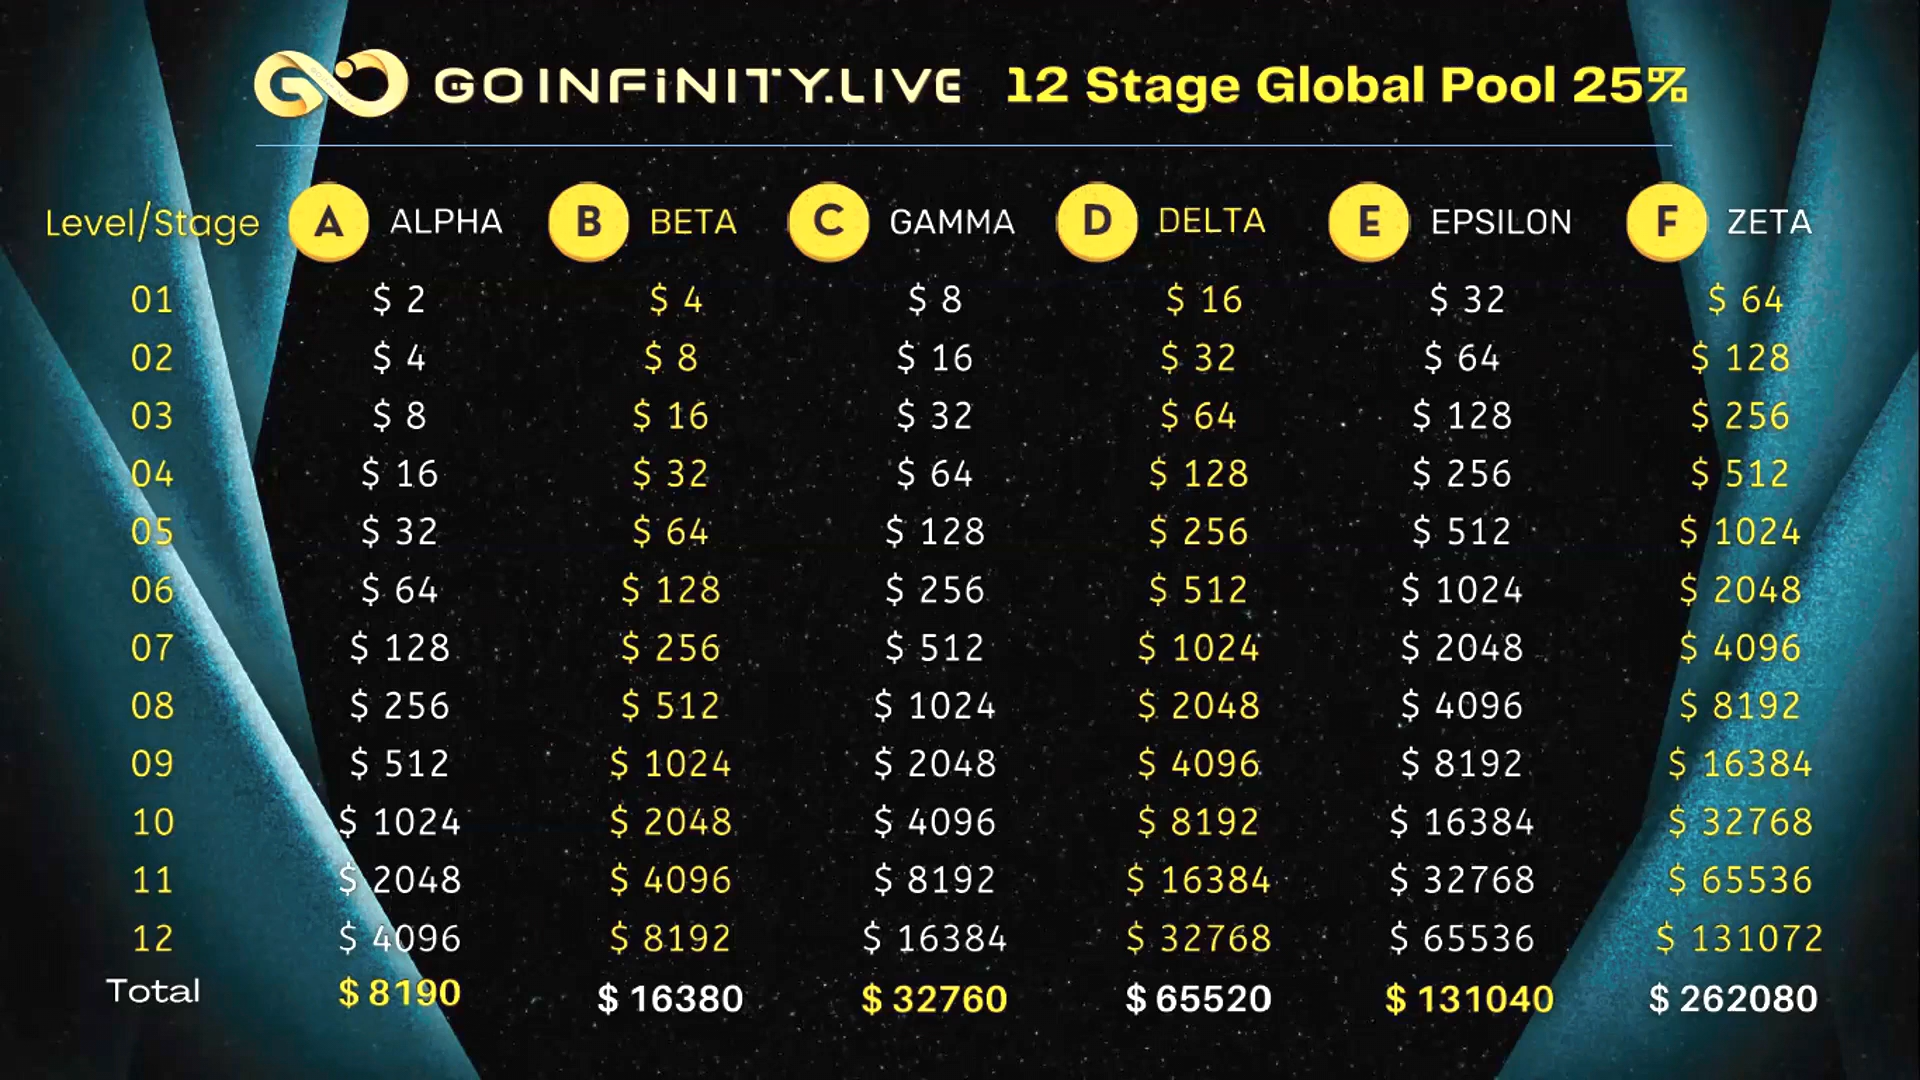 GOINFiNITY.LIVE 12 Stage Global Pool 25%
Level/Stage A ALPHA B BETA C GAMMA D DELTA E EPSILON F ZETA
01 $ 2 $ 4 $ 8 $ 16 $ 32 $ 64
02 $ 4 $ 8 $ 16 $ 32 $ 64 $ 128
03 $ 8 $ 16 $ 32 $ 64 $ 128 $ 256
04 $ 16 $ 32 $ 64 $ 128 $ 256 $ 512
05 $ 32 $ 64 $ 128 $ 256 $ 512 $ 1024
06 $ 64 $ 128 $ 256 $ 512 $ 1024 $ 2048
07 $ 128 $ 256 $ 512 $ 1024 $ 2048 $ 4096
08 $ 256 $ 512 $ 1024 $ 2048 $ 4096 $ 8192
09 $ 512 $ 1024 $ 2048 $ 4096 $ 8192 $ 16384
10 $ 1024 $ 2048 $ 4096 $ 8192 $ 16384 $ 32768
11 $ 2048 $ 4096 $ 8192 $ 16384 $ 32768 $ 65536
12 $ 4096 $ 8192 $ 16384 $ 32768 $ 65536 $ 131072
Total $ 8190 $ 16380 $ 32760 $ 65520 $ 131040 $ 262080